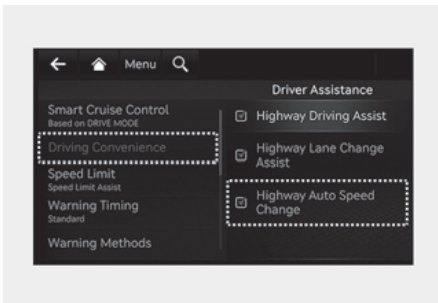 Menu
Driver Assistance
Smart Cruise Control
Based on DRIVE MODE
Driving Convenience
Speed Limit
Speed Limit Assist
Warning Timing
Standard
Warning Methods
Highway Driving Assist
Highway Lane Change
Assist
Highway Auto Speed
Change